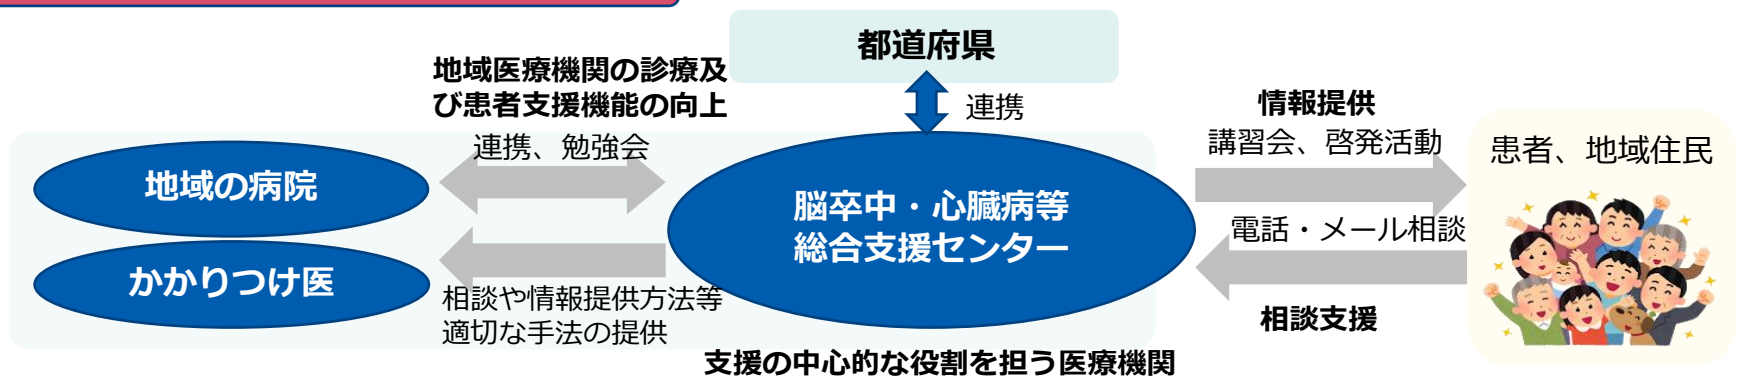 都道府県
連携
地域医療機関の診療及
び患者支援機能の向上
連携、勉強会
地域の病院
かかりつけ医
相談や情報提供方法等
適切な手法の提供
脳卒中・心臓病等
総合支援センター
支援の中心的な役割を担う医療機関
情報提供
講習会、啓発活動
電話・メール相談
相談支援
患者、地域住民